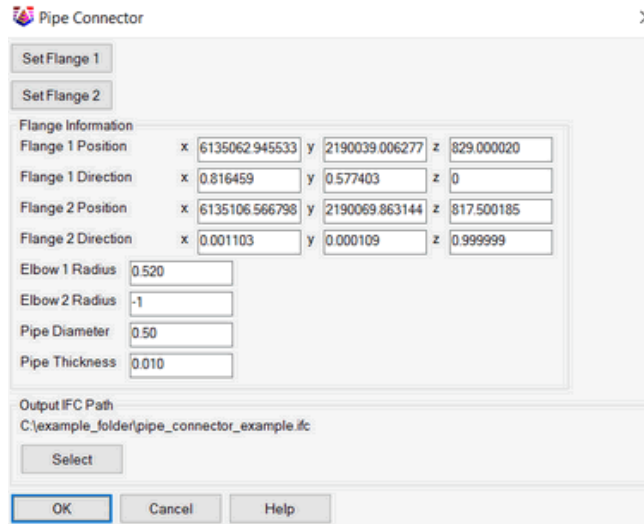 Pipe Connector
Set Flange 1
Set Flange 2
Flange Information
Flange 1 Position x 6135062.945533 y 2190039.006277 z 829.000020
Flange 1 Direction x 0.816459 y 0.577403 z 0
Flange 2 Position x 6135106.566798 y 2190069.863144 z 817.500185
Flange 2 Direction x 0.001103 y 0.000109 z 0.999999
Elbow 1 Radius 0.520
Elbow 2 Radius -1
Pipe Diameter 0.50
Pipe Thickness 0.010
Output IFC Path
C:\example_folder\pipe_connector_example.ifc
Select
OK Cancel Help